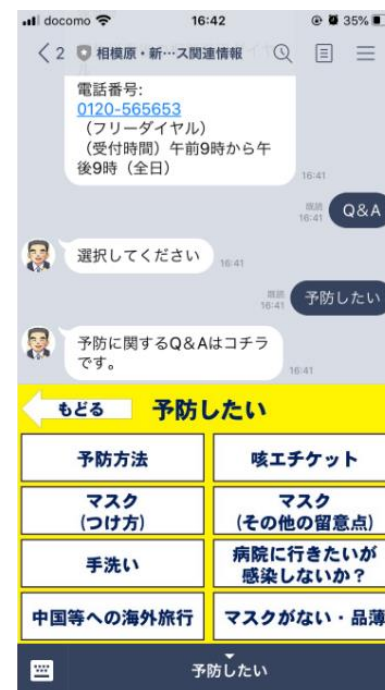 docomo 16:42 35%
2 相模原・新…ス関連情報
電話番号:
0120-565653
(フリーダイヤル)
(受付時間)午前9時から午
後9時(全日)
16:41
既読
16:41
Q&A
選択してください
16:41
既読
16:41
予防したい
予防に関するQ&Aはコチラ
です。
16:41
もどる 予防したい
予防方法 咳エチケット
マスク
(つけ方)
マスク
(その他の留意点)
手洗い
病院に行きたいが
感染しないか?
中国等への海外旅行 マスクがない・品薄
予防したい